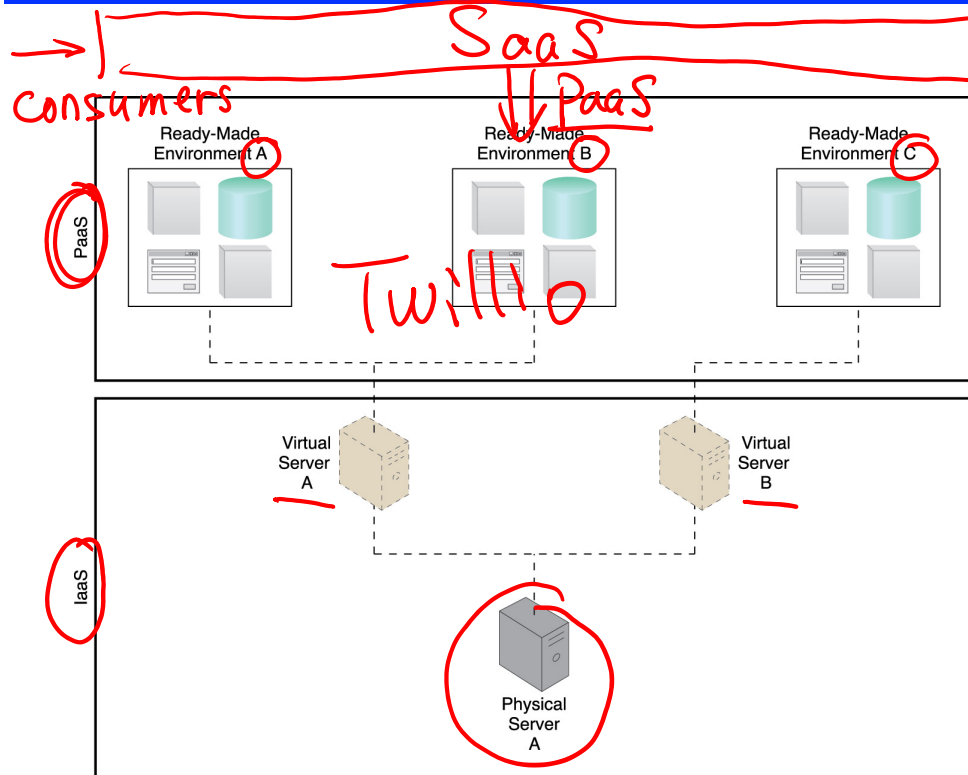 SaaS
consumers
PaaS
Ready-Made
Environment A
Ready-Made
Environment B
Ready-Made
Environment C
PaaS
Twillio
Virtual
Server
A
Virtual
Server
B
IaaS
Physical
Server
A